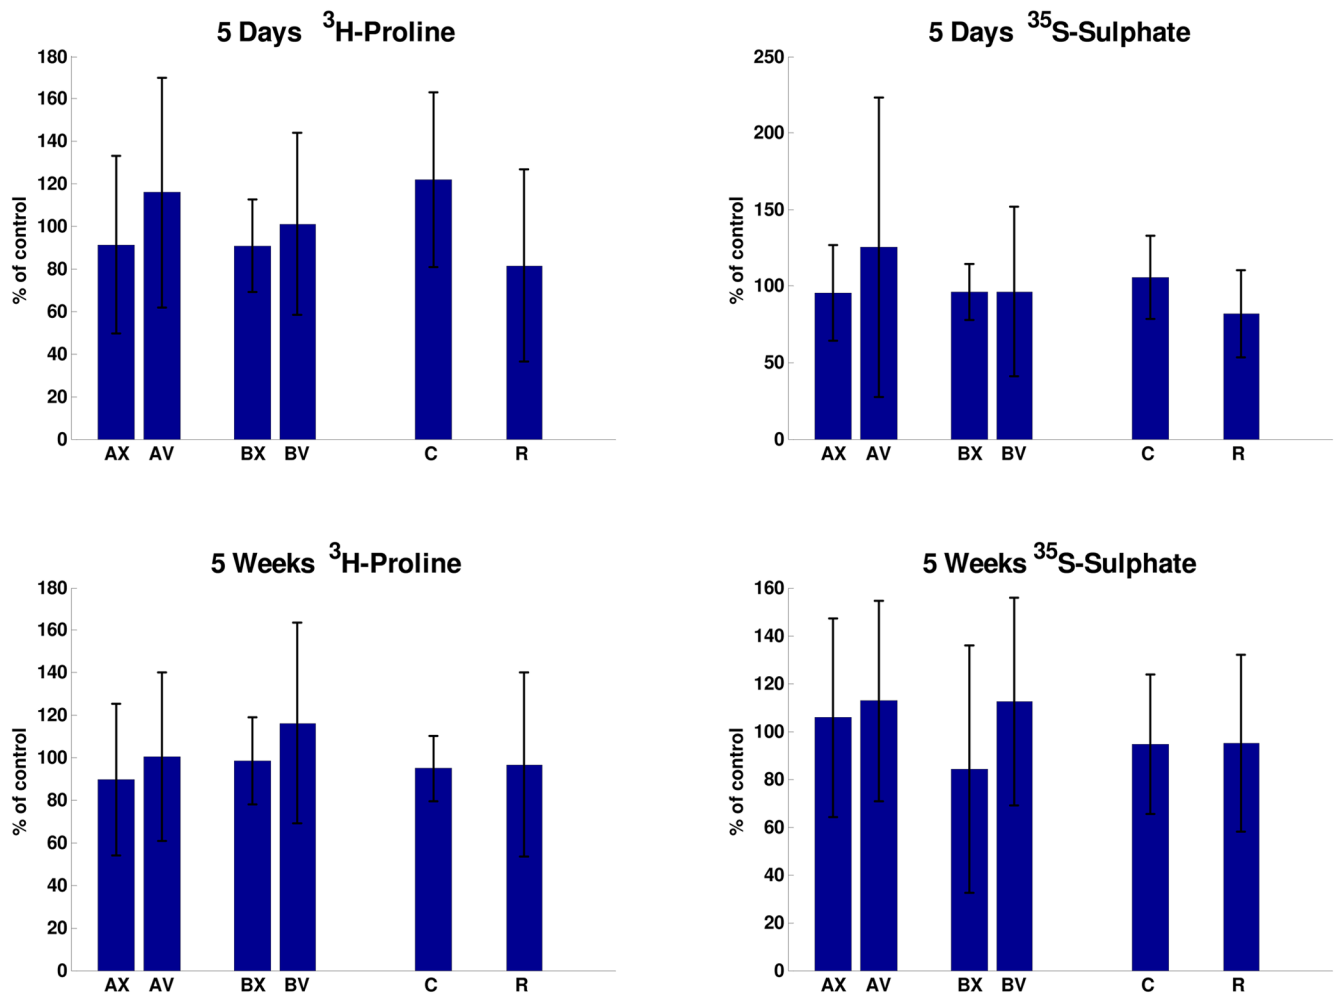 5 Days ³H-Proline
180
160
140
120
100
80
60
40
20
0
% of control
AX AV BX BV C R
5 Days ³⁵S-Sulphate
250
200
150
100
50
0
% of control
AX AV BX BV C R
5 Weeks ³H-Proline
180
160
140
120
100
80
60
40
20
0
% of control
AX AV BX BV C R
5 Weeks ³⁵S-Sulphate
160
140
120
100
80
60
40
20
0
% of control
AX AV BX BV C R